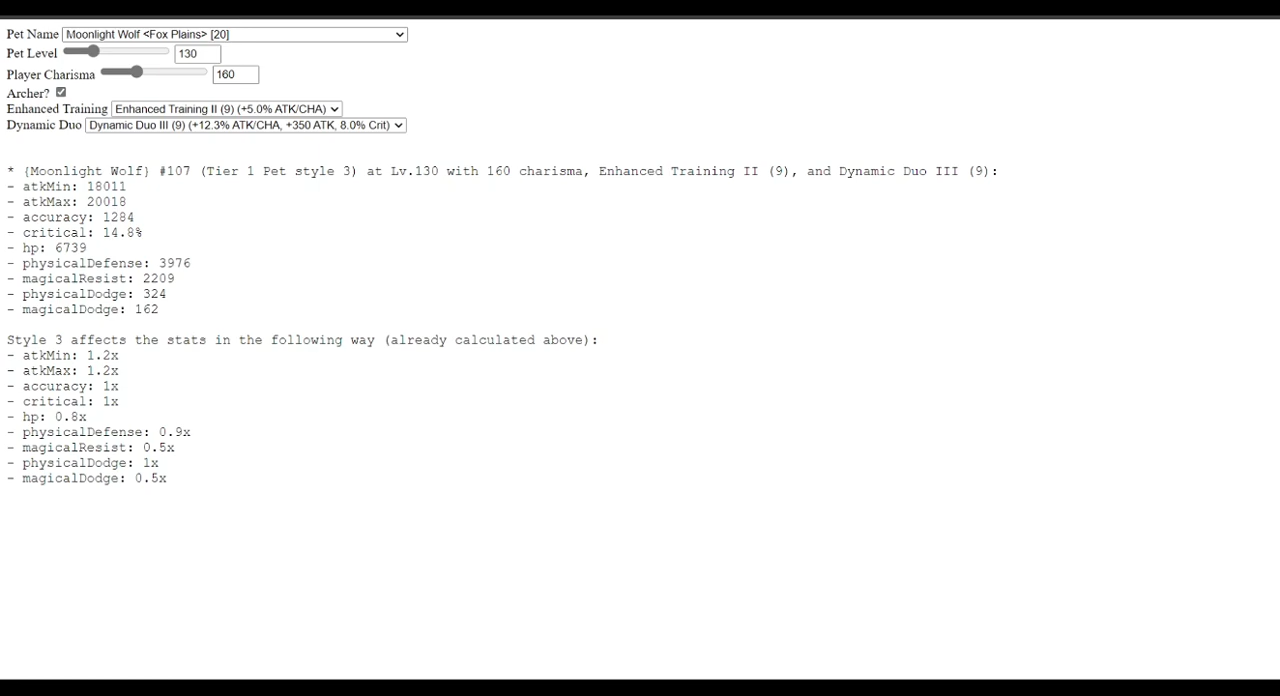 Pet Name Moonlight Wolf <Fox Plains> [20]
Pet Level 130
Player Charisma 160
Archer?
Enhanced Training Enhanced Training II (9) (+5.0% ATK/CHA)
Dynamic Duo Dynamic Duo III (9) (+12.3% ATK/CHA, +350 ATK, 8.0% Crit)
* {Moonlight Wolf} #107 (Tier 1 Pet style 3) at Lv.130 with 160 charisma, Enhanced Training II (9), and Dynamic Duo III (9):
- atkMin: 18011
- atkMax: 20018
- accuracy: 1284
- critical: 14.8%
- hp: 6739
- physicalDefense: 3976
- magicalResist: 2209
- physicalDodge: 324
- magicalDodge: 162
Style 3 affects the stats in the following way (already calculated above):
- atkMin: 1.2x
- atkMax: 1.2x
- accuracy: 1x
- critical: 1x
- hp: 0.8x
- physicalDefense: 0.9x
- magicalResist: 0.5x
- physicalDodge: 1x
- magicalDodge: 0.5x